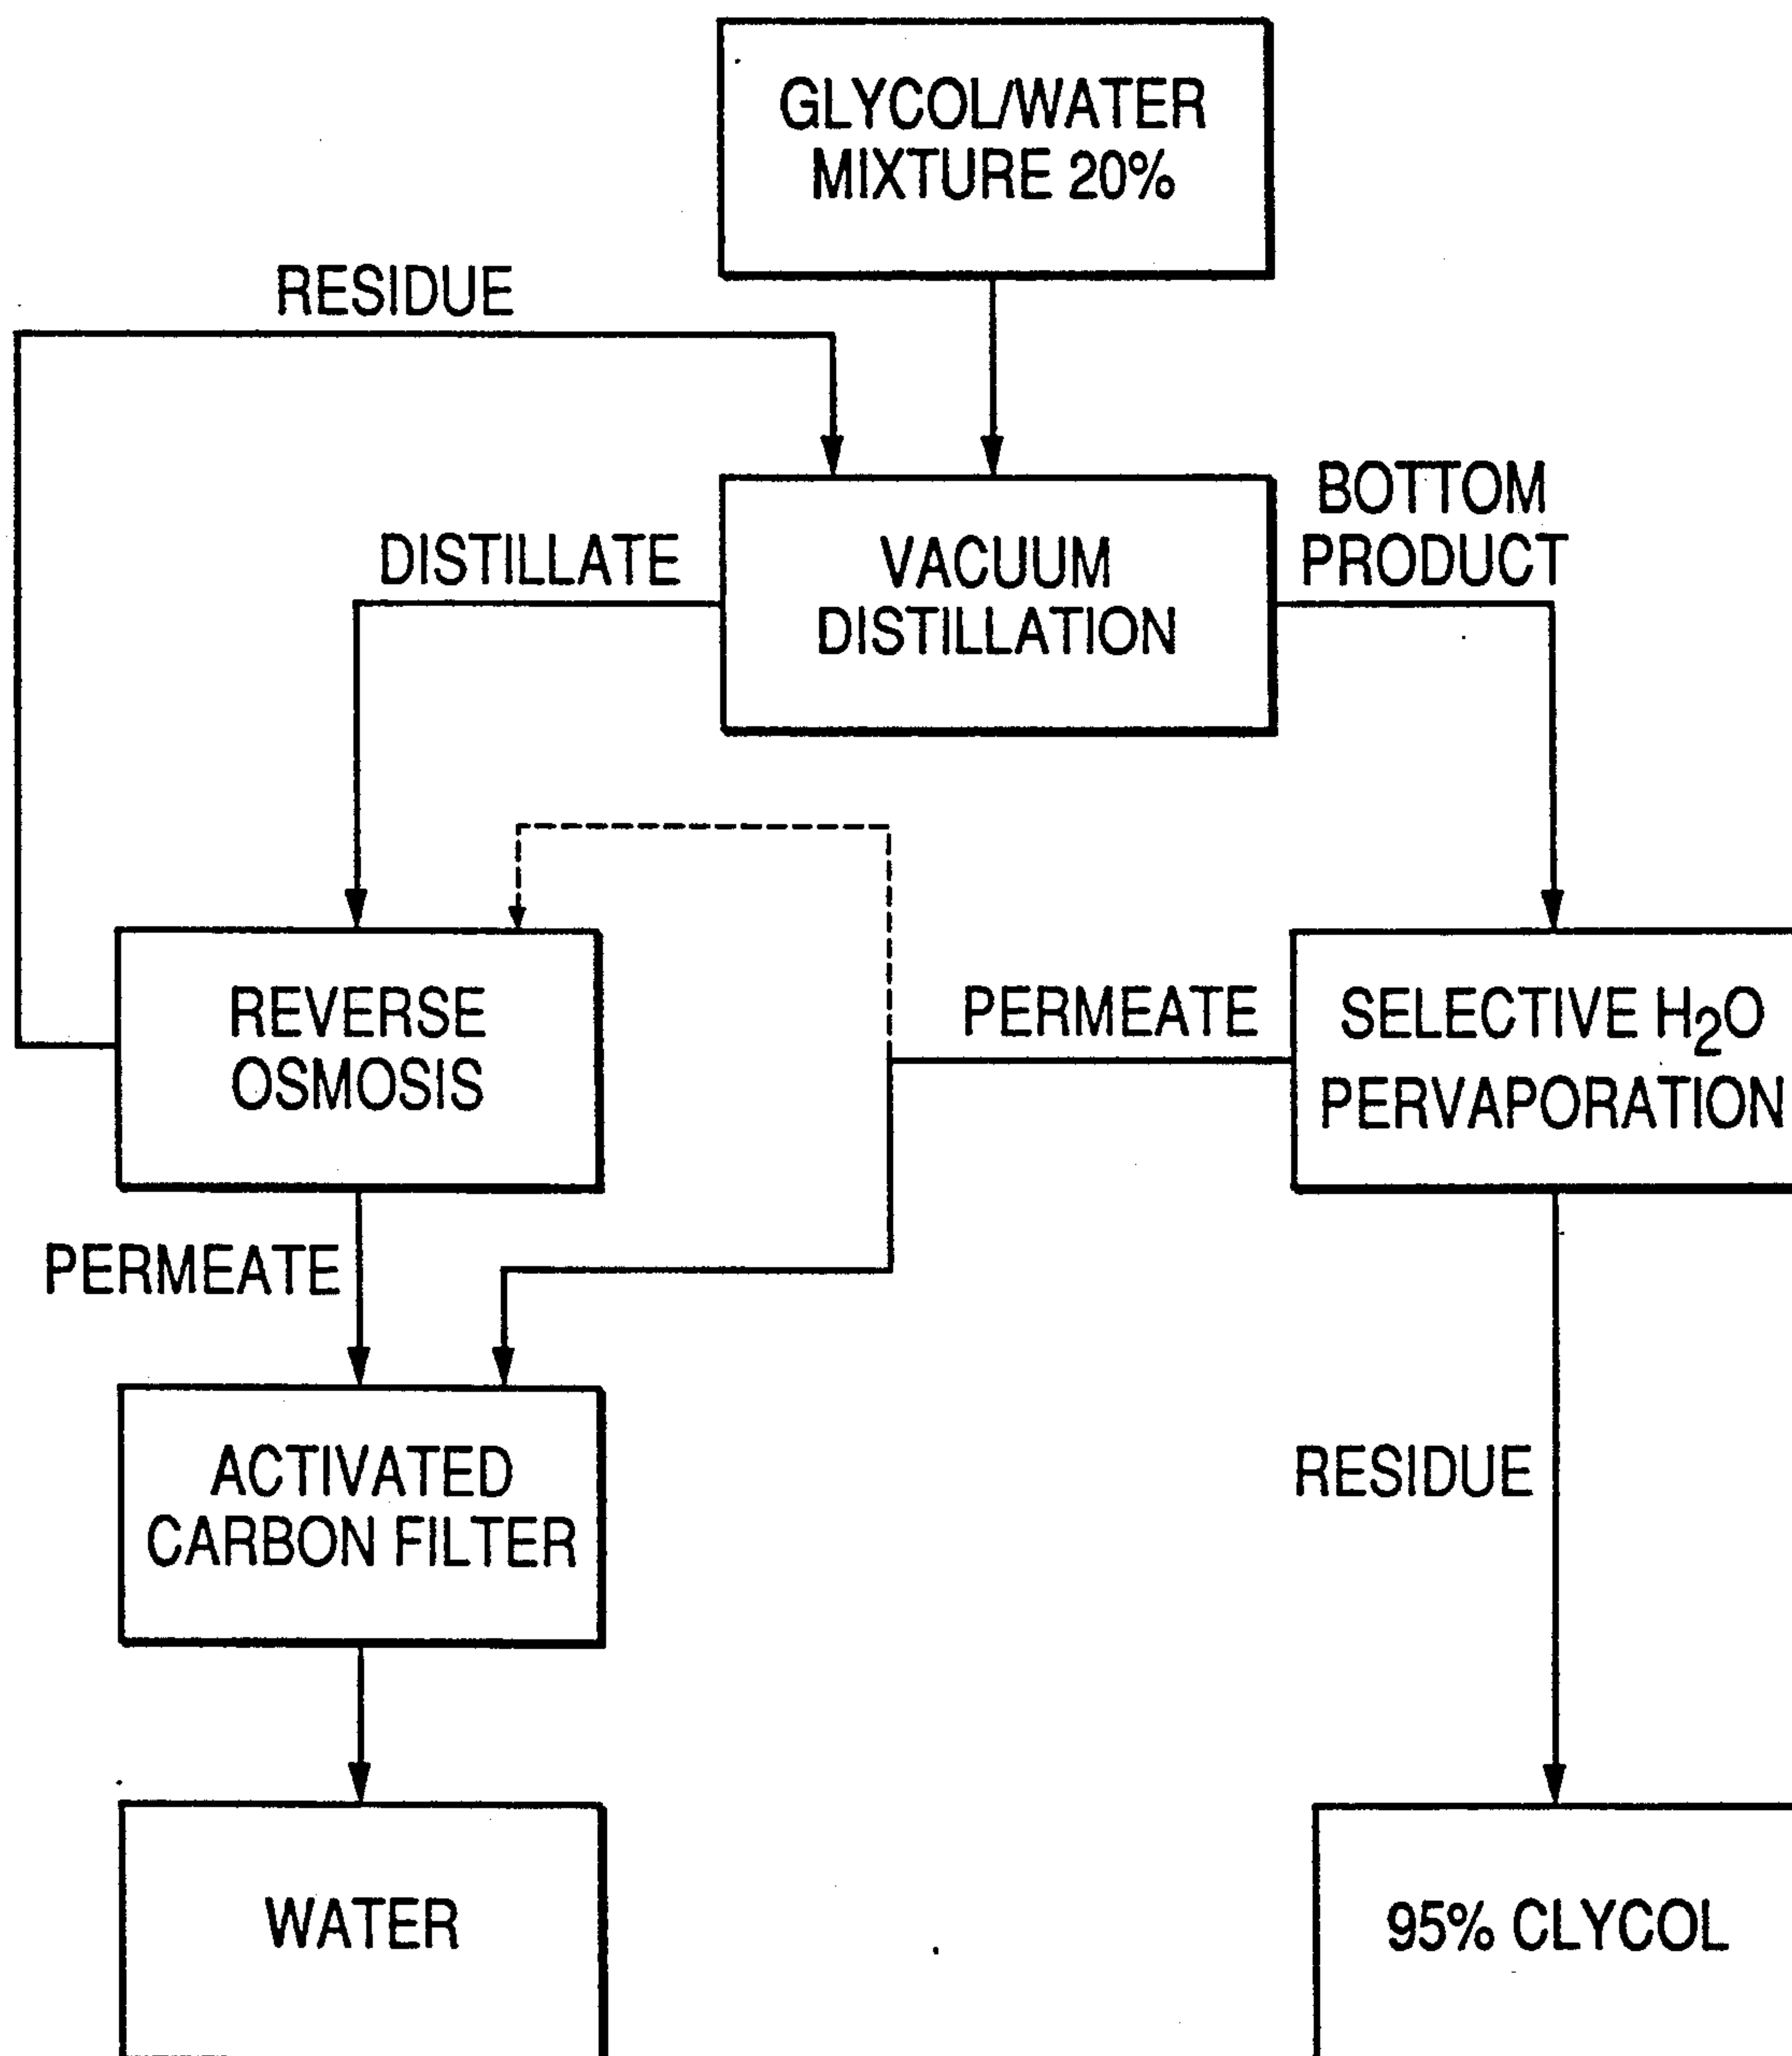 GLYCOL/WATER
MIXTURE 20%
RESIDUE
BOTTOM
PRODUCT
DISTILLATE
VACUUM
DISTILLATION
REVERSE
OSMOSIS
PERMEATE
SELECTIVE H₂O
PERVAPORATION
PERMEATE
ACTIVATED
CARBON FILTER
RESIDUE
WATER
95% CLYCOL